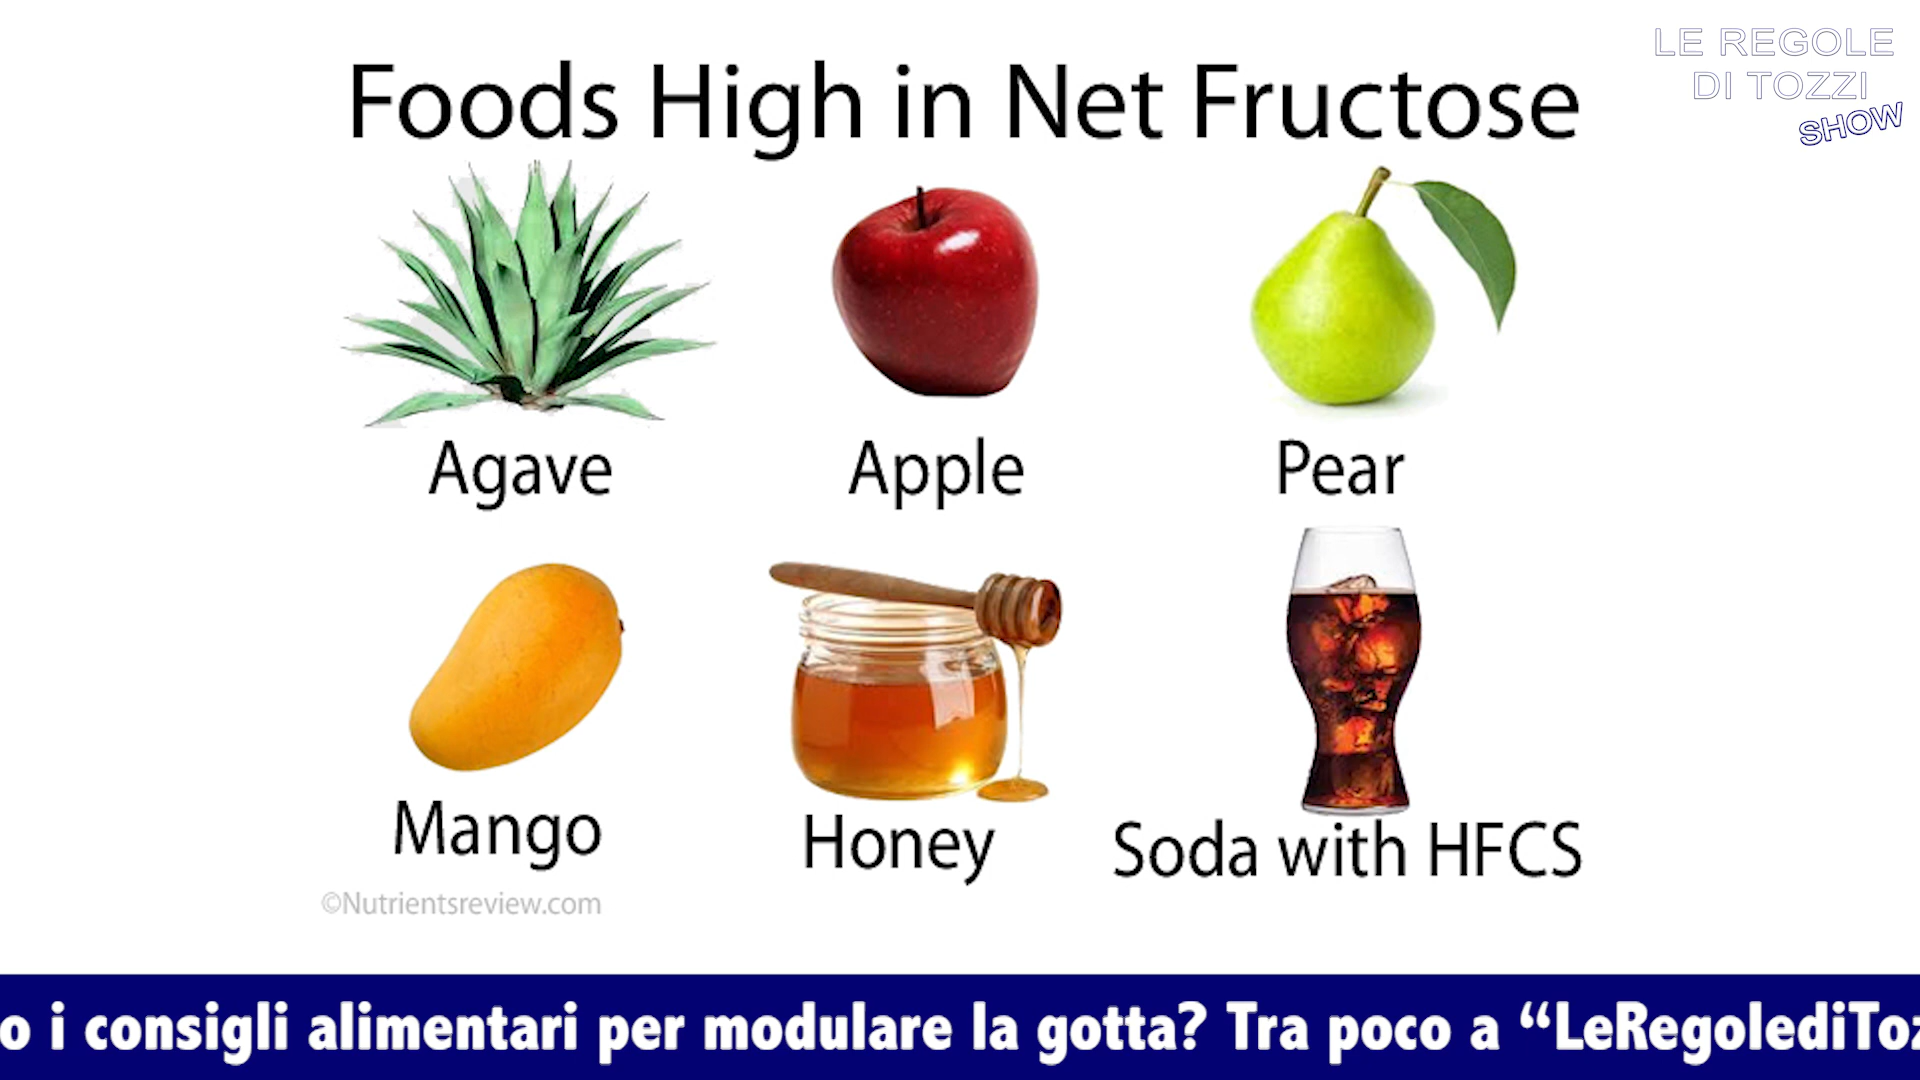 LE REGOLE
DI TOZZI
SHOW
Foods High in Net Fructose
Agave
Apple
Pear
Mango
Honey
Soda with HFCS
©Nutrientsreview.com
o i consigli alimentari per modulare la gotta? Tra poco a “LeRegolediToz